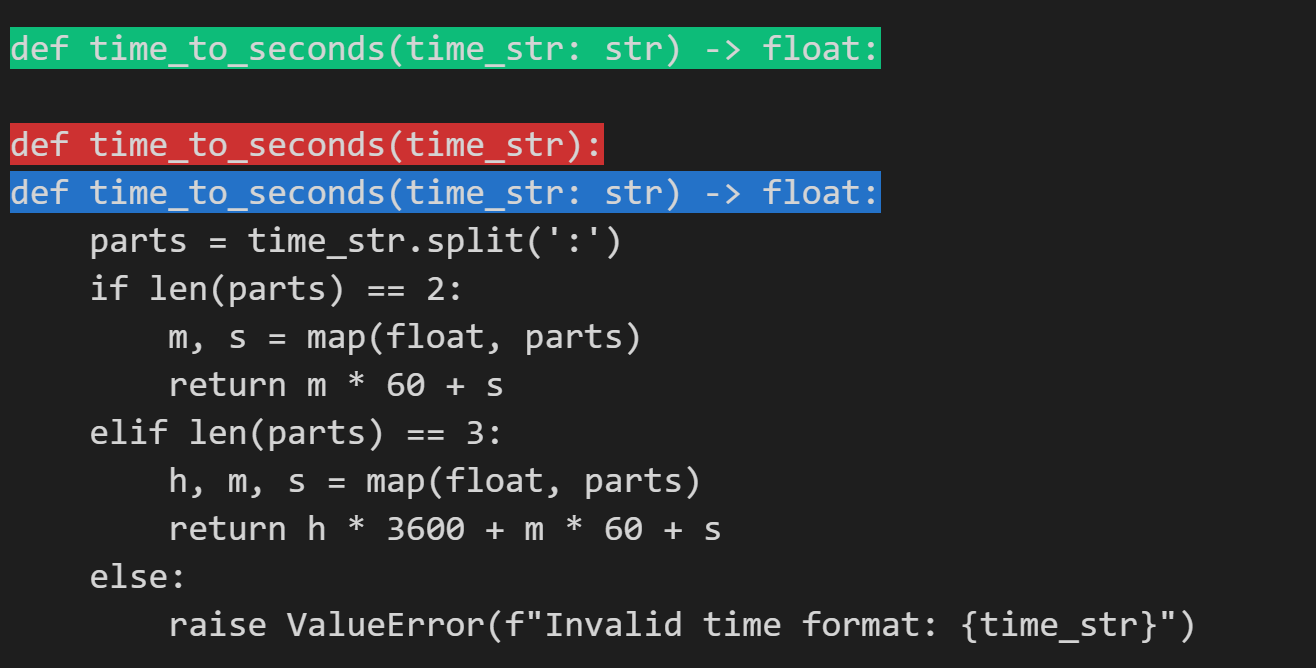 def time_to_seconds(time_str: str) -> float:

def time_to_seconds(time_str):
def time_to_seconds(time_str: str) -> float:
    parts = time_str.split(':')
    if len(parts) == 2:
        m, s = map(float, parts)
        return m * 60 + s
    elif len(parts) == 3:
        h, m, s = map(float, parts)
        return h * 3600 + m * 60 + s
    else:
        raise ValueError(f"Invalid time format: {time_str}")